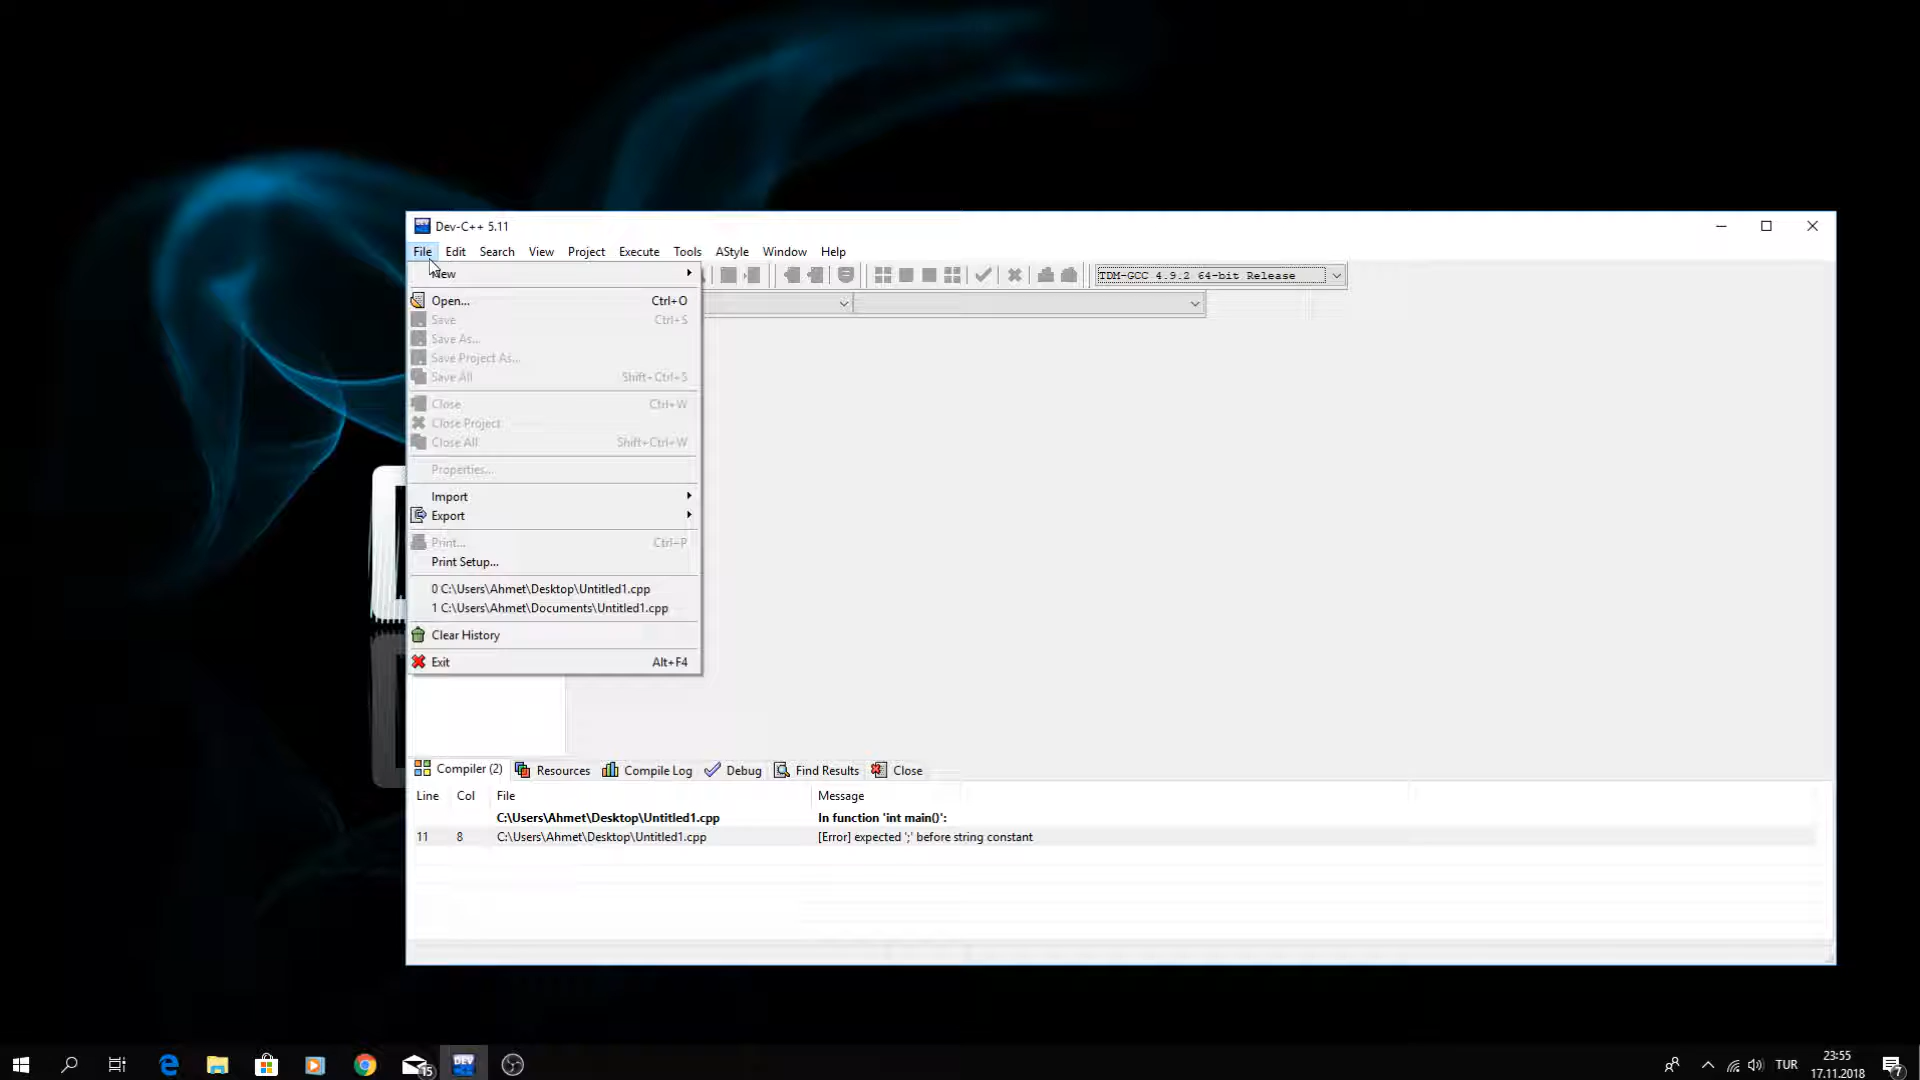 Dev-C++ 5.11
File Edit Search View Project Execute Tools AStyle Window Help
New
TDM-GCC 4.9.2 64-bit Release
Open... Ctrl+O
Save Ctrl+S
Save As...
Save Project As...
Save All Shift+Ctrl+S
Close Ctrl+W
Close Project
Close All Shift+Ctrl+W
Properties...
Import
Export
Print... Ctrl+P
Print Setup...
0 C:\Users\Ahmet\Desktop\Untitled1.cpp
1 C:\Users\Ahmet\Documents\Untitled1.cpp
Clear History
Exit Alt+F4
Compiler (2) Resources Compile Log Debug Find Results Close
Line Col File Message
C:\Users\Ahmet\Desktop\Untitled1.cpp In function 'int main()':
11 8 C:\Users\Ahmet\Desktop\Untitled1.cpp [Error] expected ';' before string constant
15
DEV
TUR
23:55
17.11.2018
7